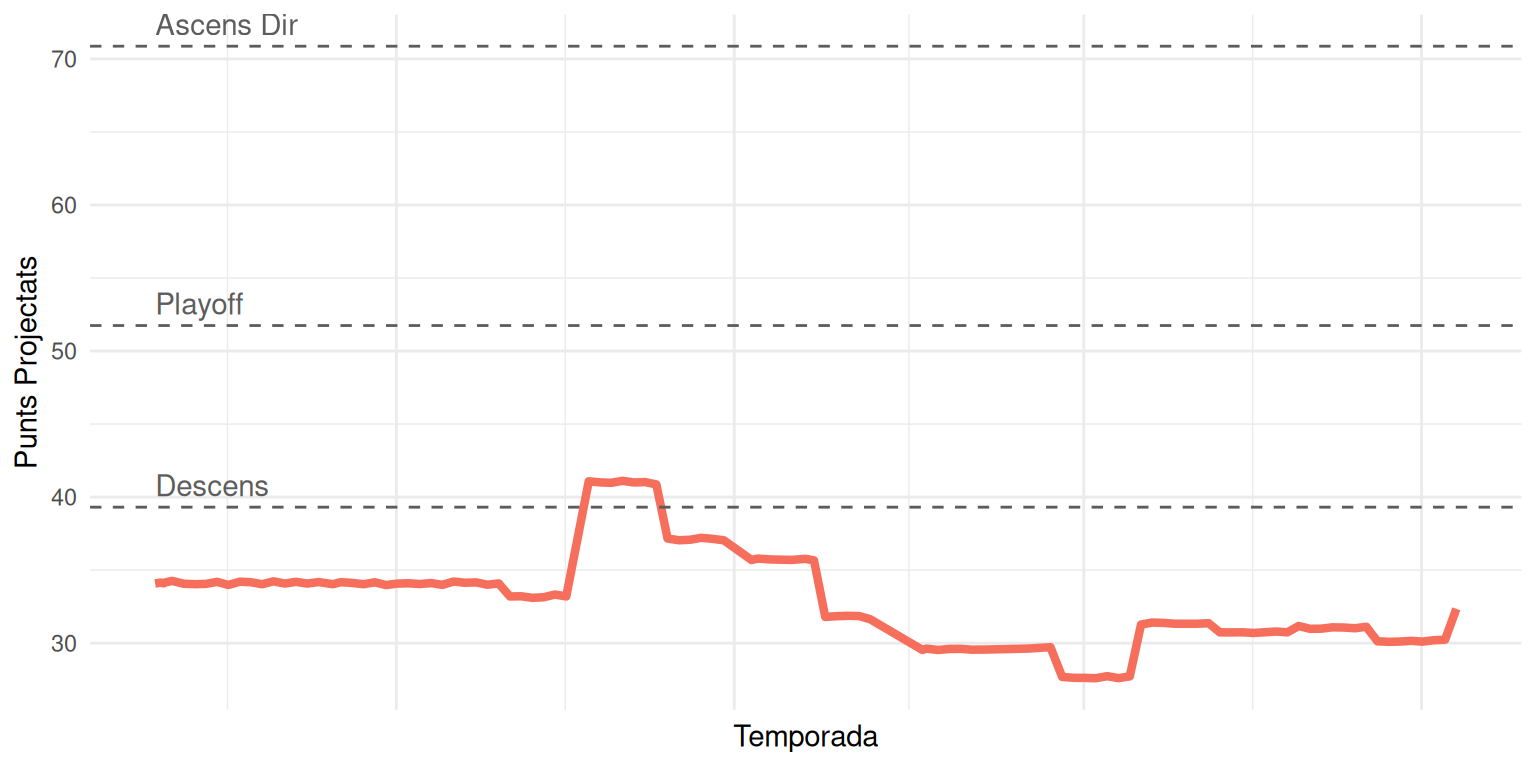 Ascens Dir
70
60
Playoff
50
Punts Projectats
Descens
40
30
Temporada